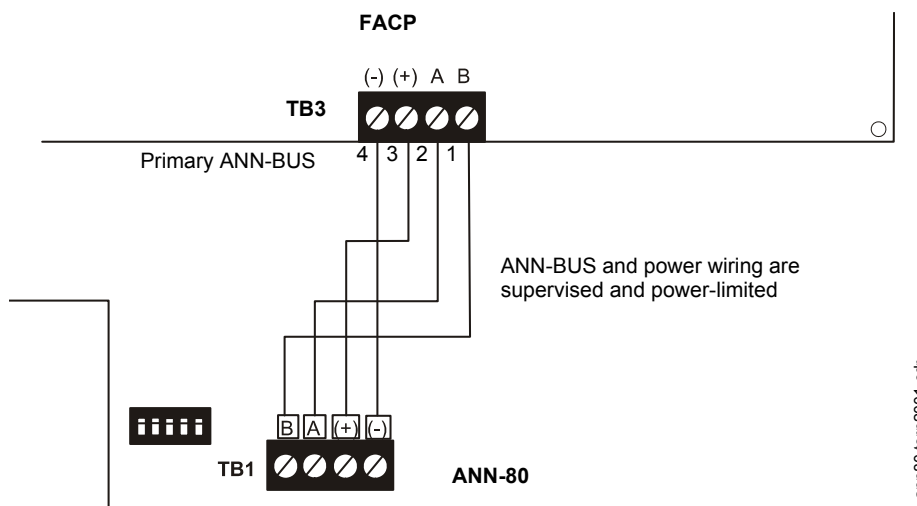 FACP
(-) (+) A B
TB3
4 3 2 1
Primary ANN-BUS
ANN-BUS and power wiring are
supervised and power-limited
B A (+) (-)
TB1
ANN-80